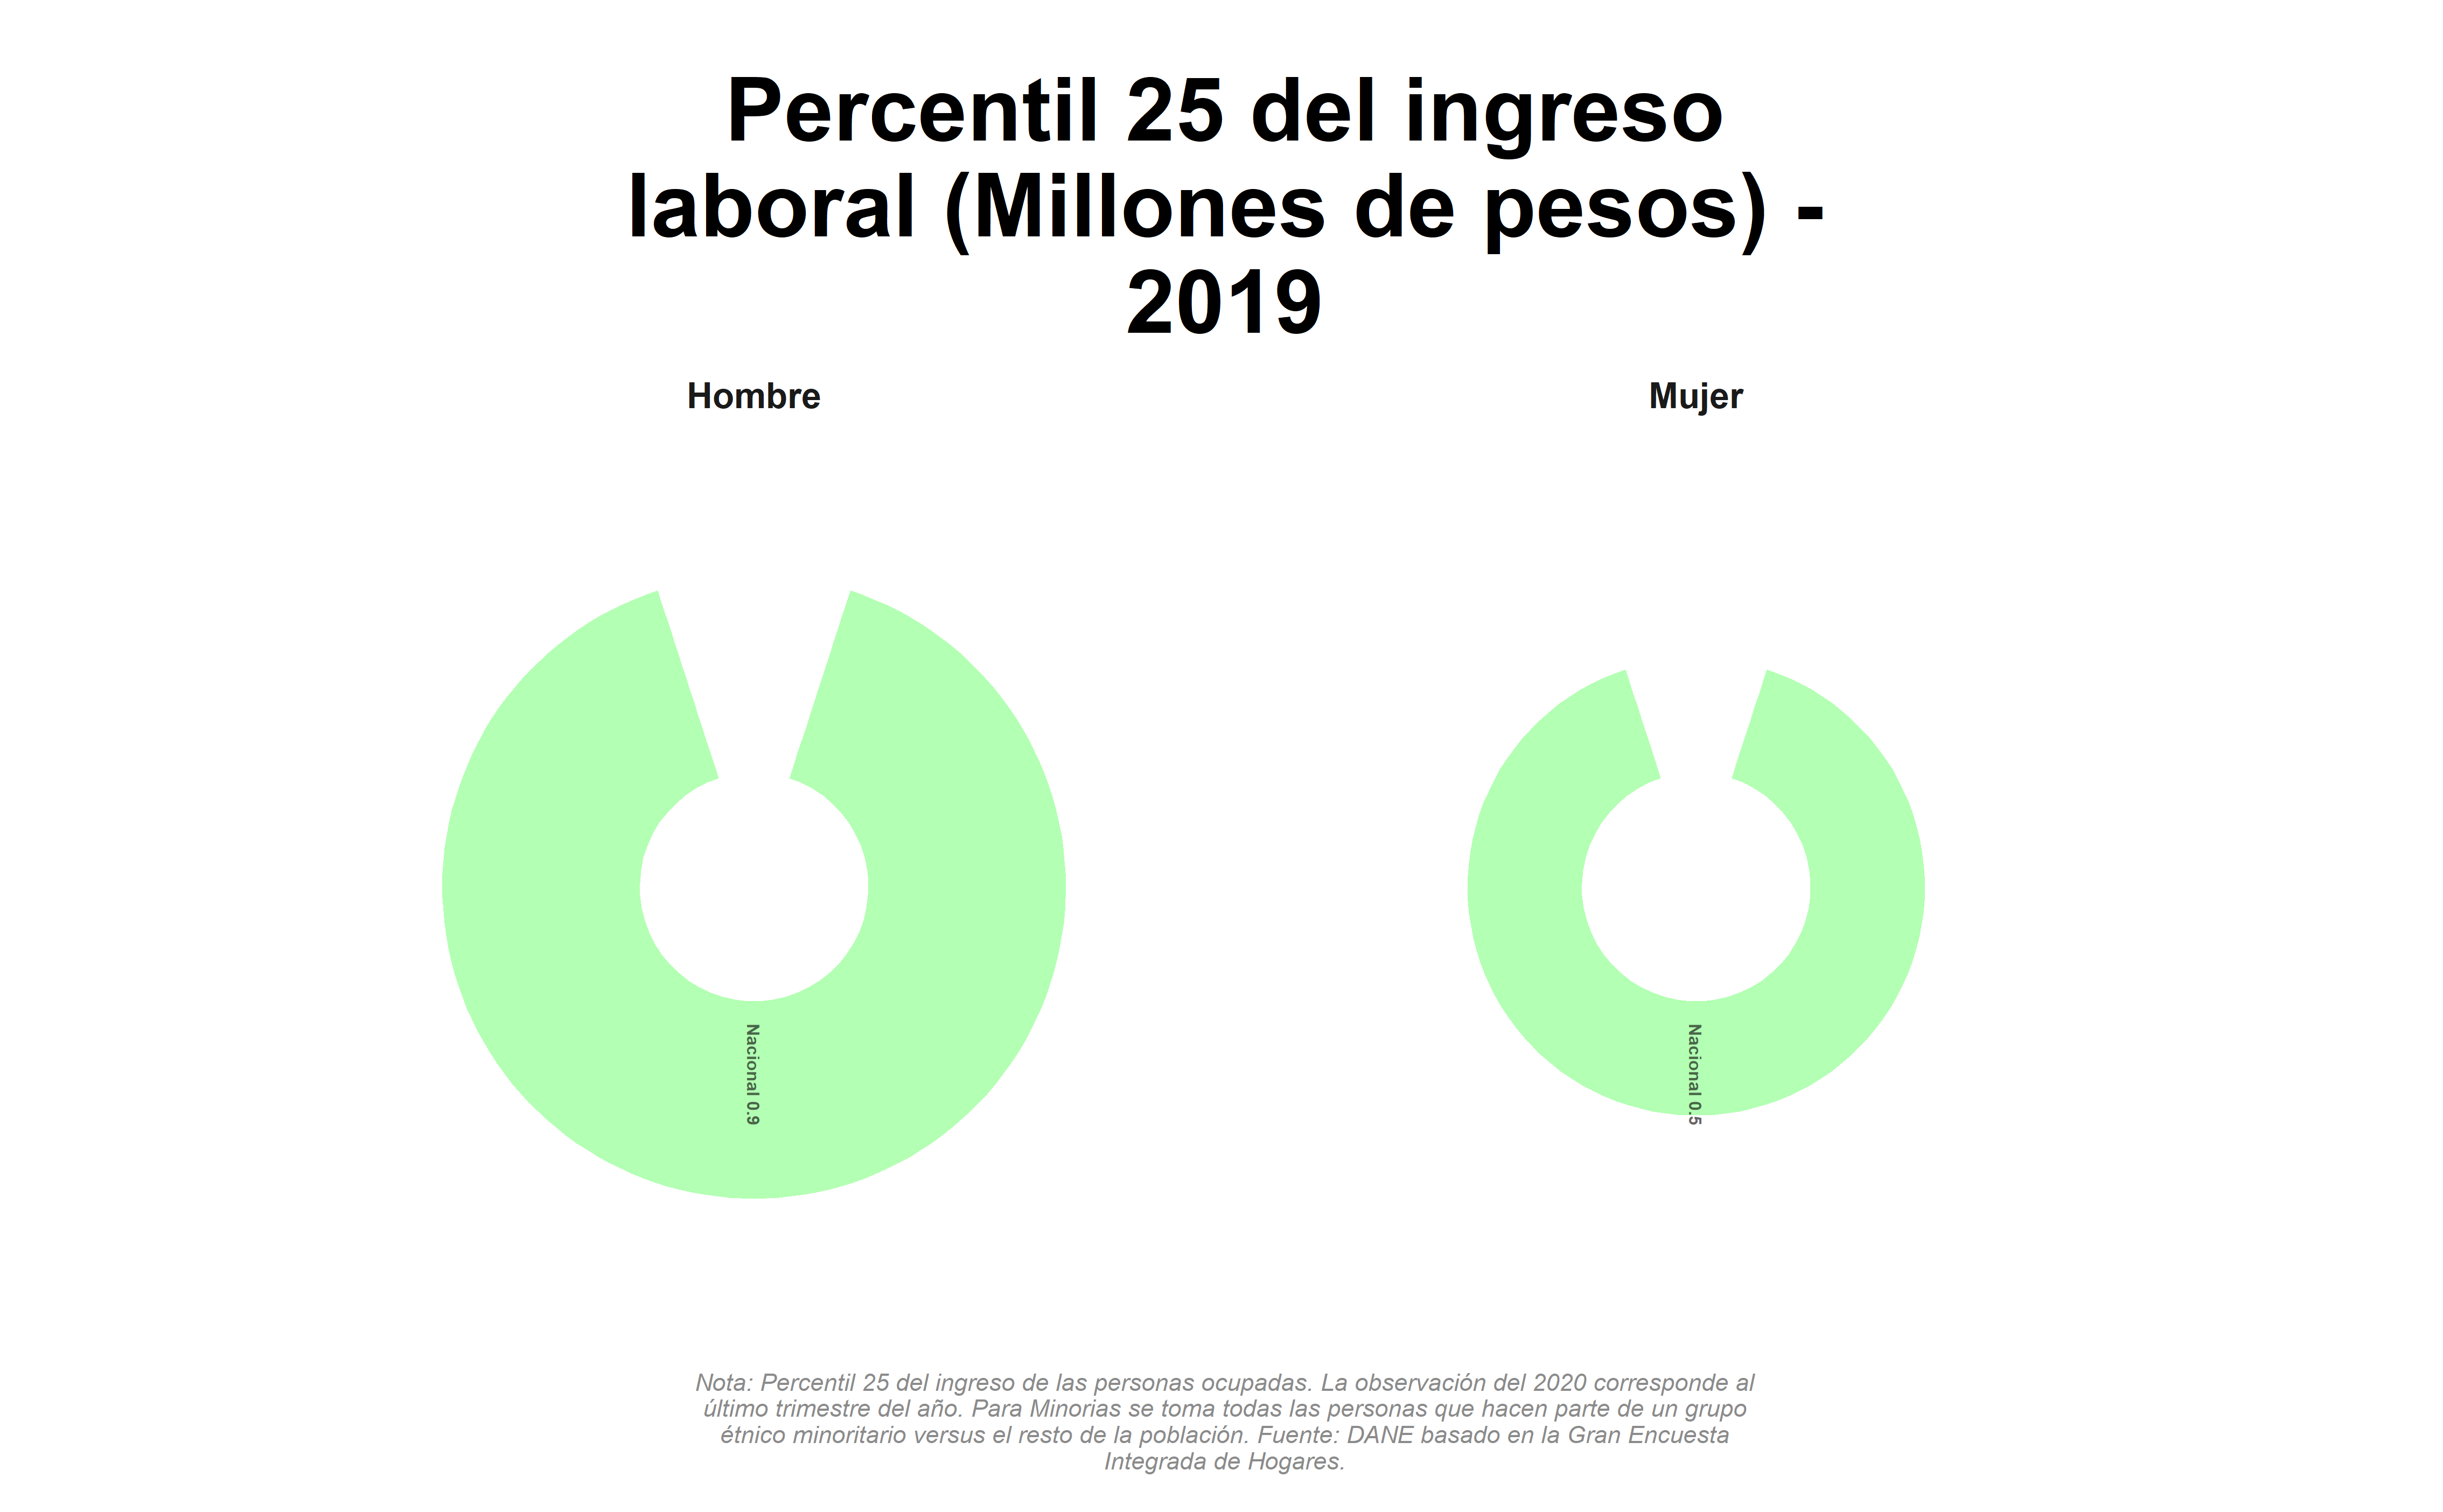 Percentil 25 del ingreso
laboral (Millones de pesos) -
2019
Hombre
Mujer
Nacional 0.9
Nacional 0.5
Nota: Percentil 25 del ingreso de las personas ocupadas. La observación del 2020 corresponde al
último trimestre del año. Para Minorias se toma todas las personas que hacen parte de un grupo
étnico minoritario versus el resto de la población. Fuente: DANE basado en la Gran Encuesta
Integrada de Hogares.